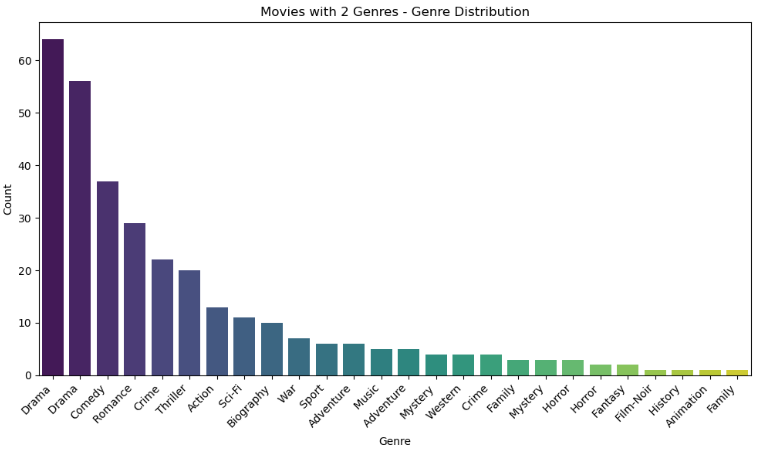 Movies with 2 Genres - Genre Distribution
Count
60
50
40
30
20
10
0
Drama
Drama
Comedy
Romance
Crime
Thriller
Action
Sci-Fi
Biography
War
Sport
Adventure
Music
Adventure
Mystery
Western
Crime
Family
Mystery
Horror
Horror
Fantasy
Film-Noir
History
Animation
Family
Genre